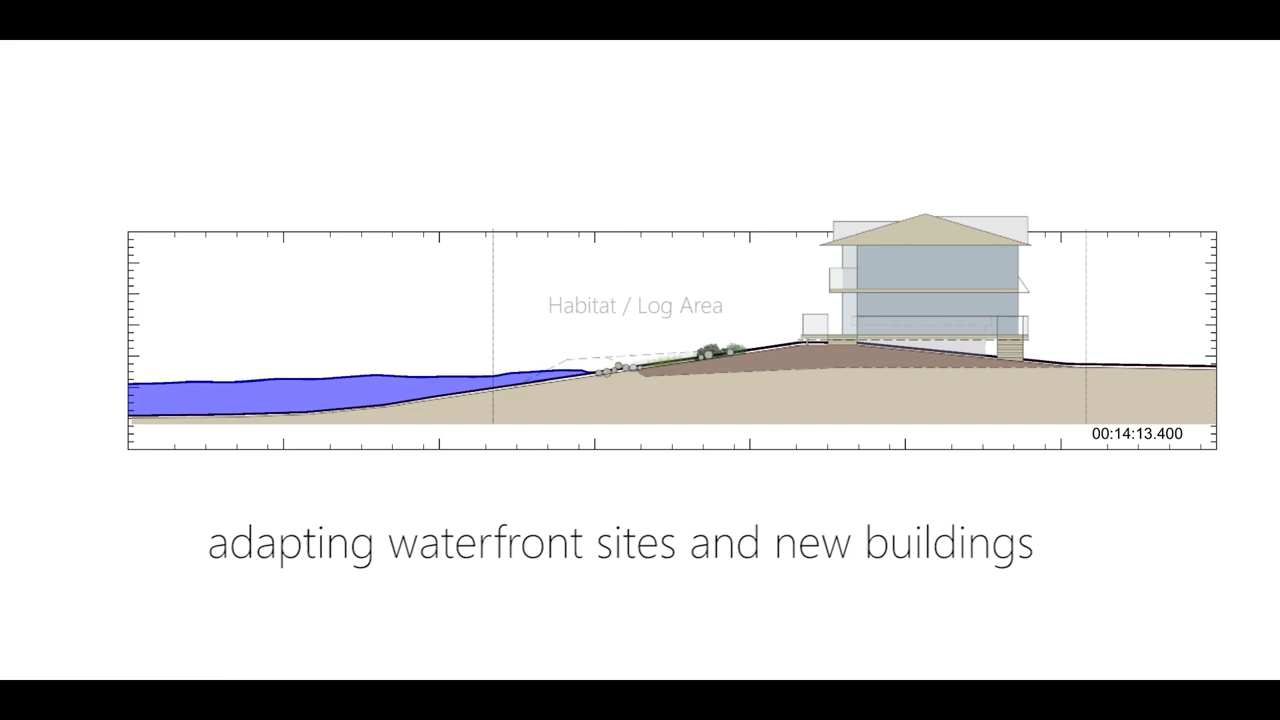 Habitat / Log Area
00:14:13.400
adapting waterfront sites and new buildings